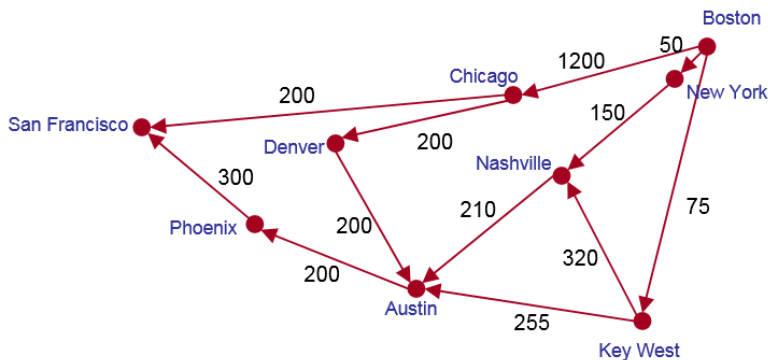 Boston
50
1200
Chicago
New York
200
San Francisco
150
Denver
200
Nashville
300
210
75
Phoenix
200
320
200
Austin
255
Key West